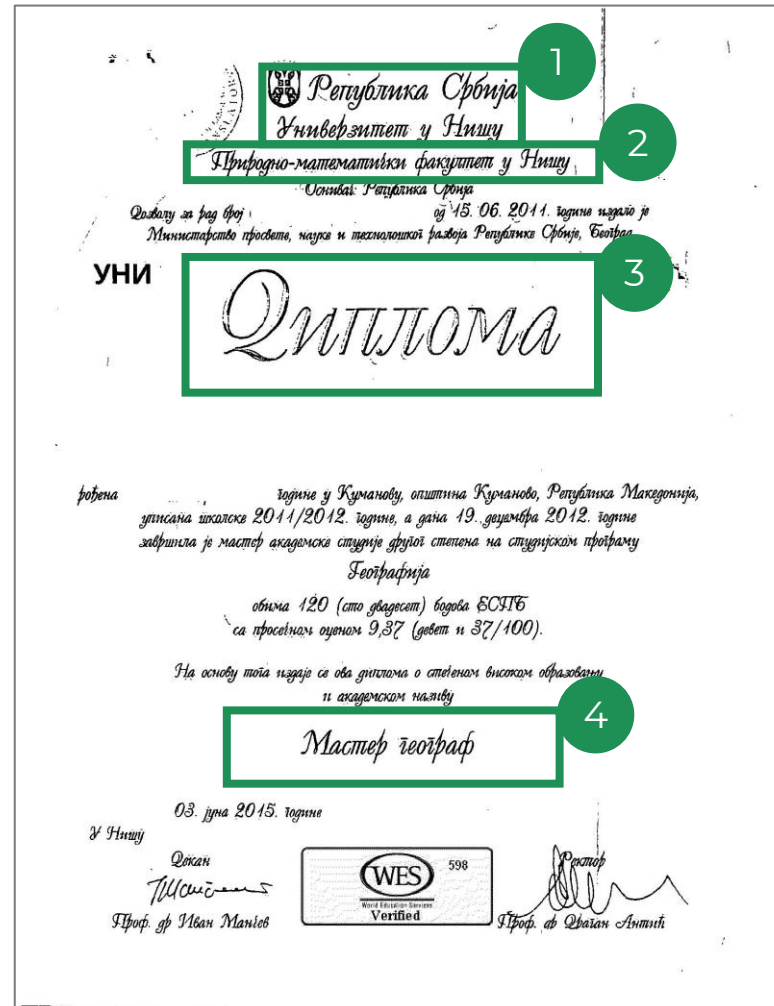 1
Република Србија
Универзитет у Нишу
2
Природно-математички факултет у Нишу
Оснивач: Република Србија
Дозволу за рад број од 15. 06. 2011. године издало је
Министарство просвете, науке и технолошког развоја Републике Србије, Београд
УНИ
3
Диплома
рођена године у Куманову, општина Куманово, Република Македонија,
уписана школске 2011/2012. године, а дана 19. децембра 2012. године
завршила је мастер академске студије другог степена на студијском програму
Географија
обима 120 (сто двадесет) бодова ЕСПБ
са просечном оценом 9,37 (девет и 37/100).
На основу тога издаје се ова диплома о стеченом високом образовању
и академском називу
4
Мастер географ
03. јуна 2015. године
У Нишу
Декан
Ректор
WES
598
World Education Services
Verified
Проф. др Иван Манчев
Проф. др Драган Антић